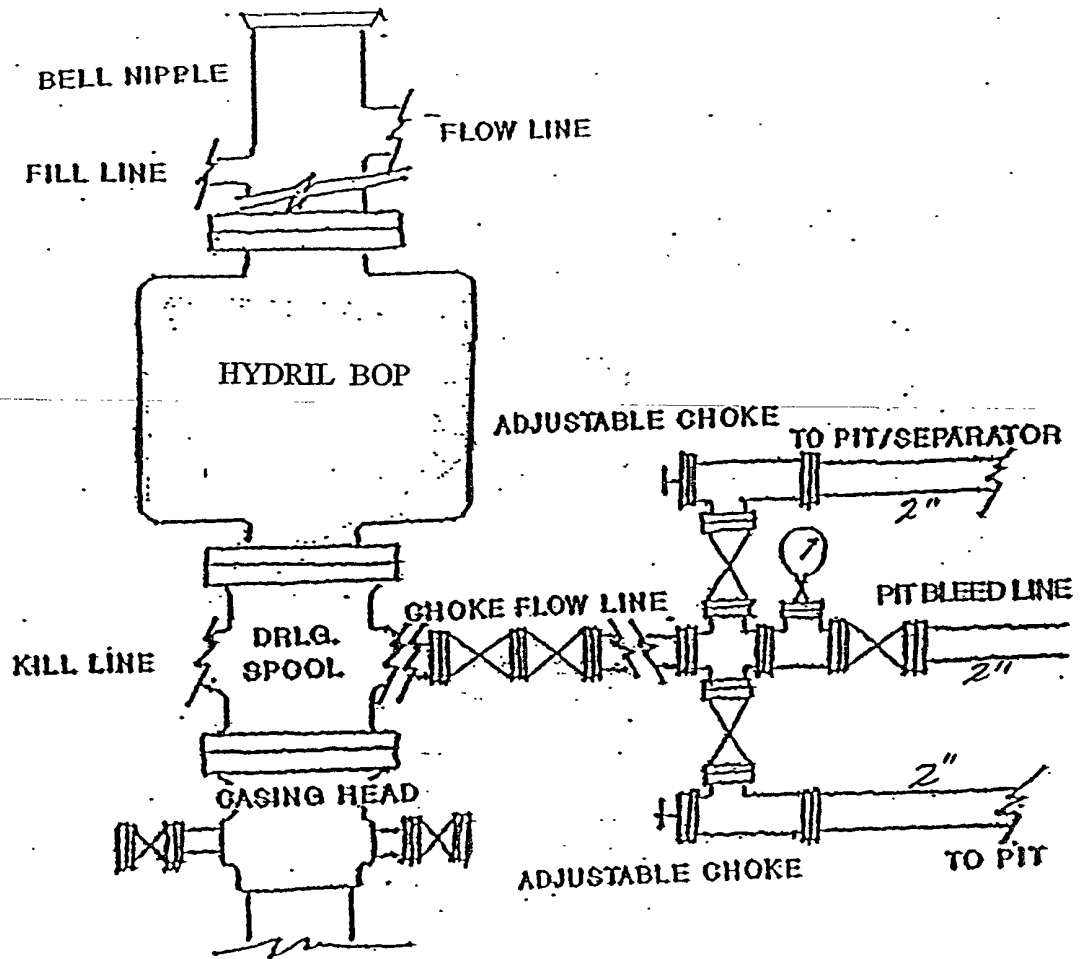 BELL NIPPLE
FLOW LINE
FILL LINE
HYDRIL BOP
ADJUSTABLE CHOKE
TO PIT/SEPARATOR
2"
CHOKE FLOW LINE
PIT BLEED LINE
2"
KILL LINE
DRLG.
SPOOL
CASING HEAD
2"
ADJUSTABLE CHOKE
TO PIT